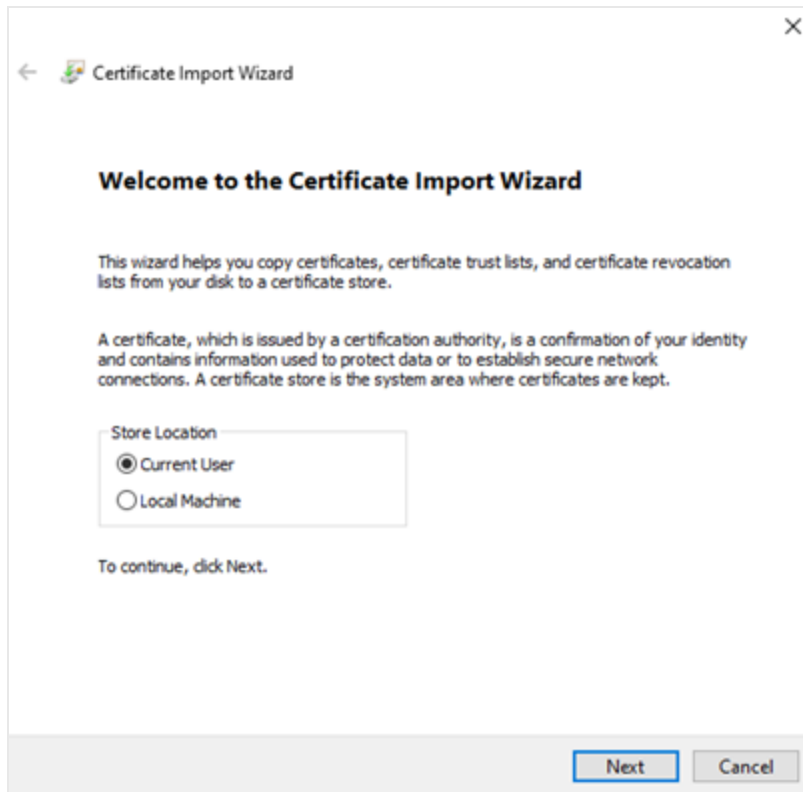 Certificate Import Wizard
Welcome to the Certificate Import Wizard
This wizard helps you copy certificates, certificate trust lists, and certificate revocation
lists from your disk to a certificate store.
A certificate, which is issued by a certification authority, is a confirmation of your identity
and contains information used to protect data or to establish secure network
connections. A certificate store is the system area where certificates are kept.
Store Location
Current User
Local Machine
To continue, click Next.
Next
Cancel